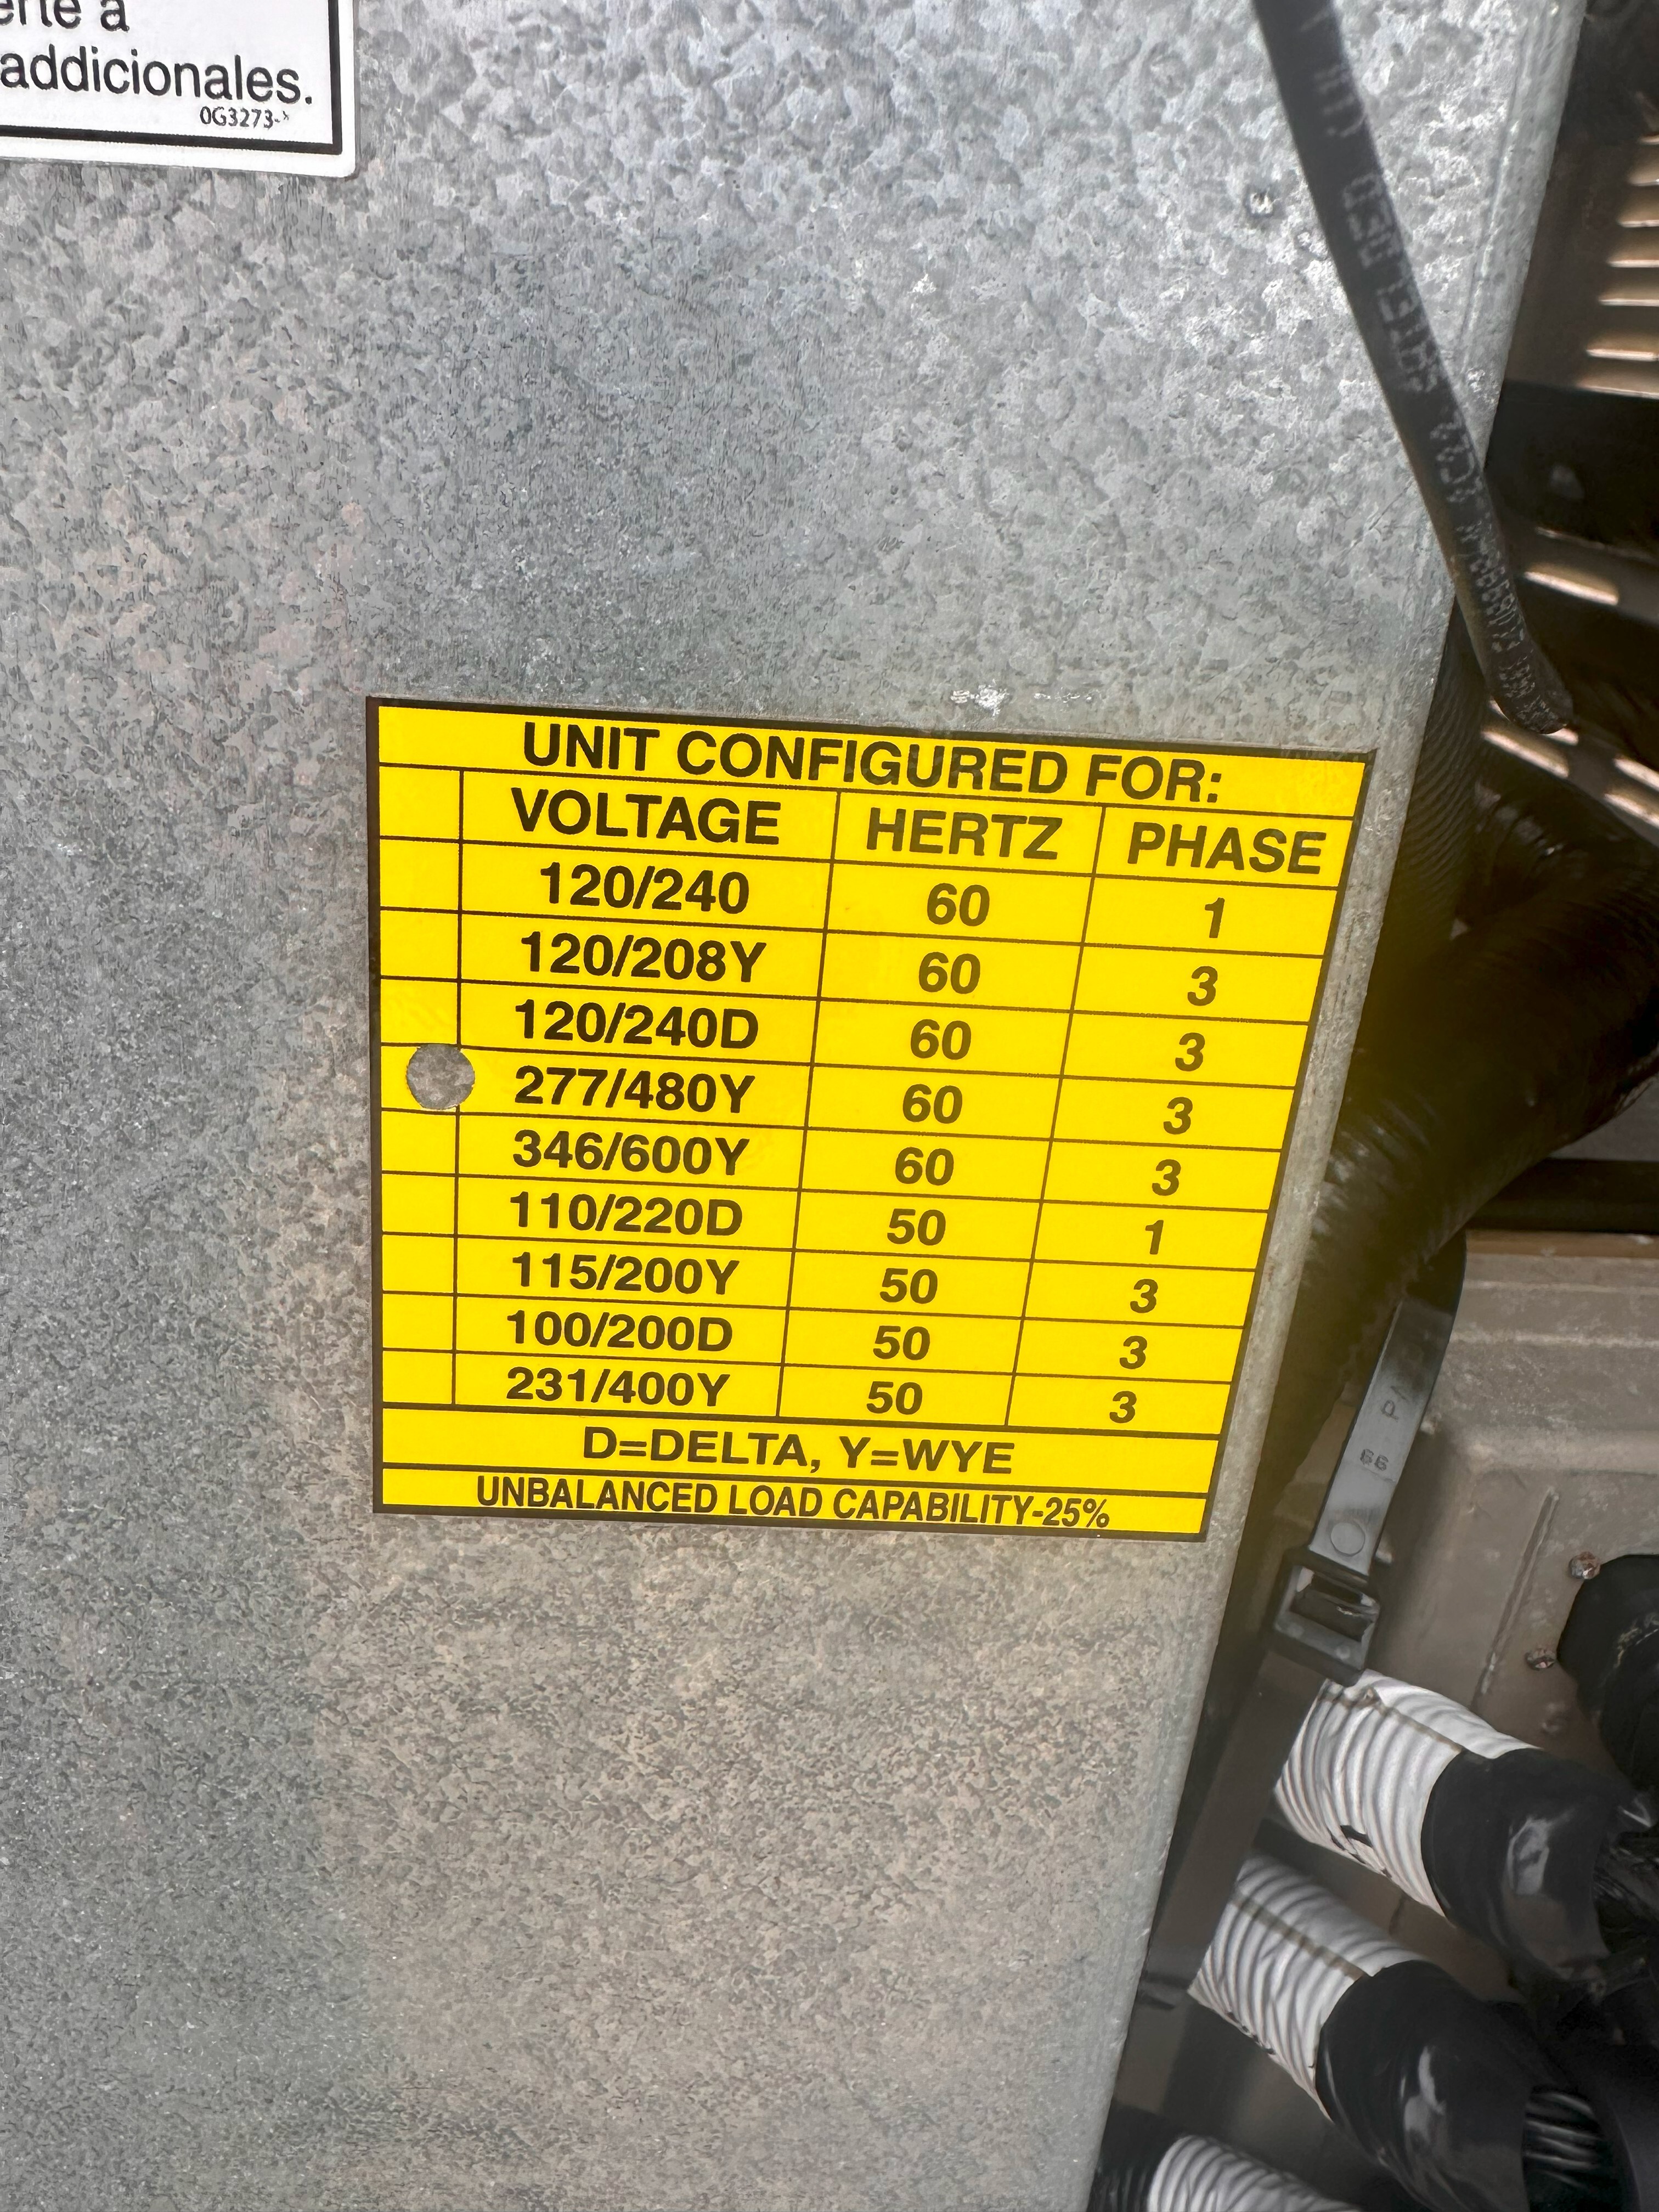 erte a
addicionales.
0G3273-
UNIT CONFIGURED FOR:
VOLTAGE HERTZ PHASE
120/240 60 1
120/208Y 60 3
120/240D 60 3
277/480Y 60 3
346/600Y 60 3
110/220D 50 1
115/200Y 50 3
100/200D 50 3
231/400Y 50 3
D=DELTA, Y=WYE
UNBALANCED LOAD CAPABILITY-25%
66